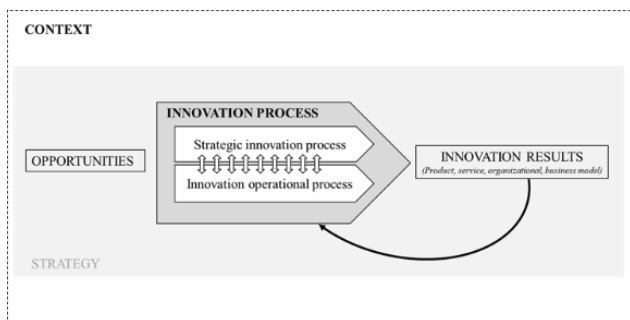 CONTEXT
INNOVATION PROCESS
Strategic innovation process
Innovation operational process
OPPORTUNITIES
INNOVATION RESULTS
(Product, service, organizational, business model)
STRATEGY